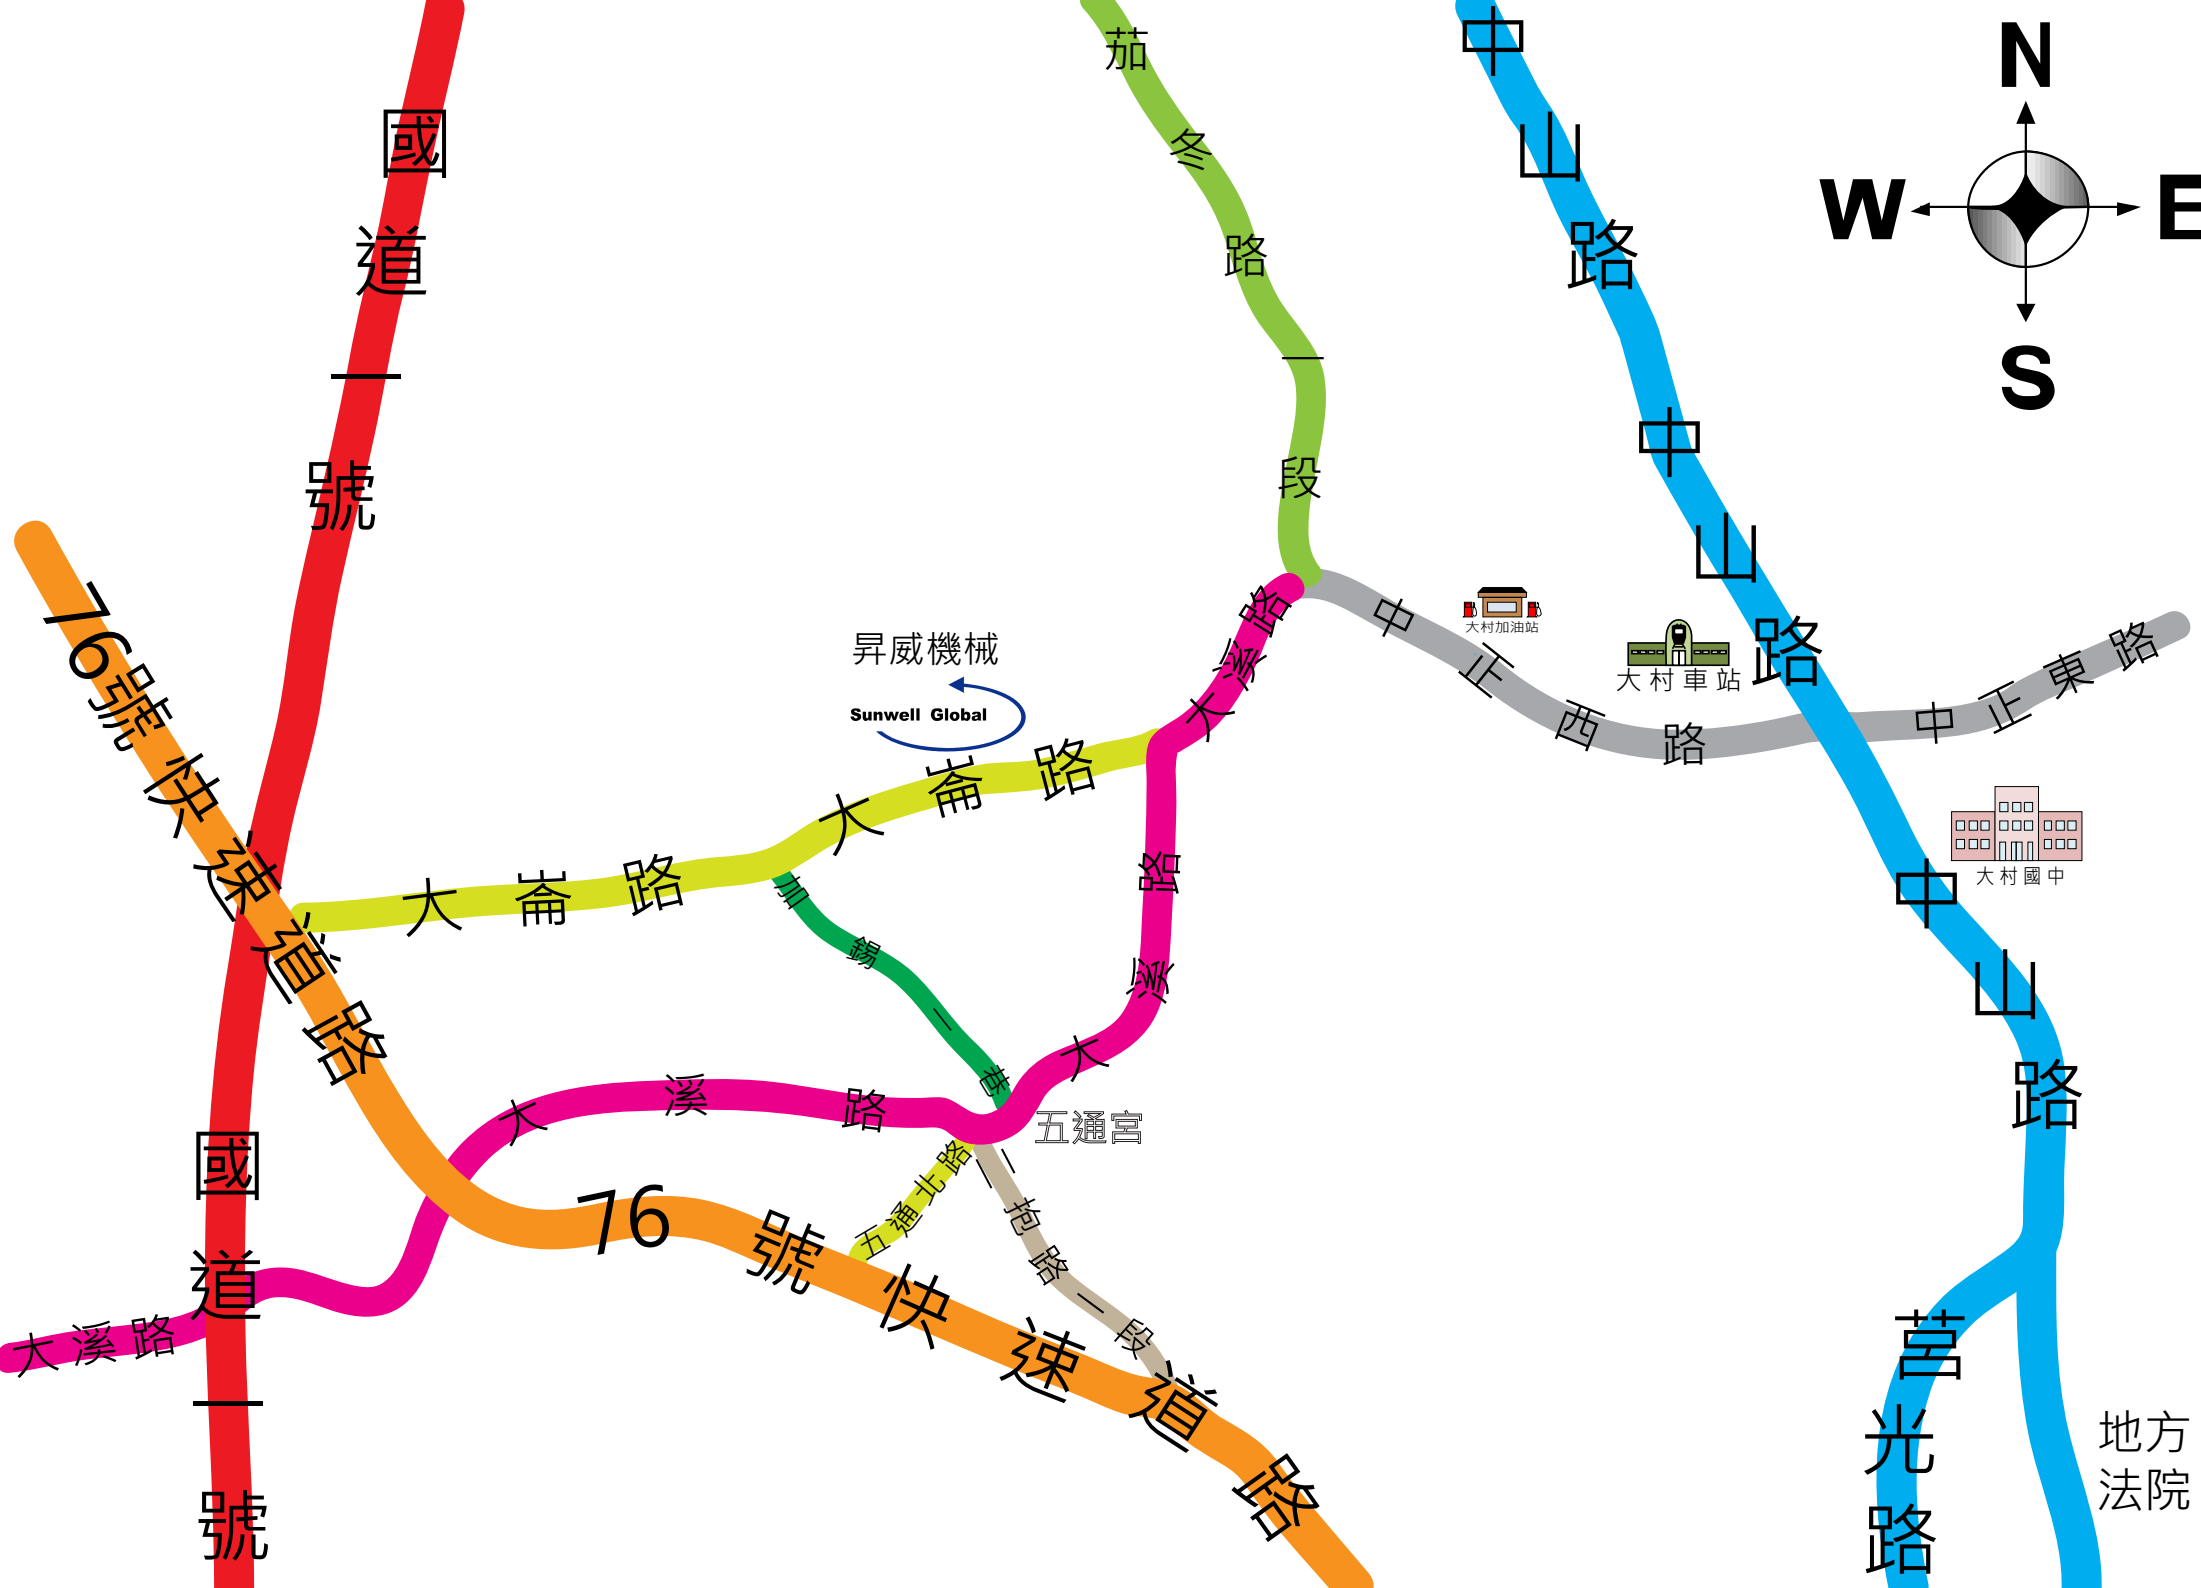 國道一號
茄冬路一段
中山路
N
W
E
S
76號快速道路
昇威機械
Sunwell Global
大溪路
中正西路
大村加油站
大村車站
中山路
中正東路
大崙路
大崙路
加錫一巷
大溪路
大村國中
中山路
國道一號
大溪路
大溪路
五通宮
五通北路
二抱路一段
76號快速道路
莒光路
地方
法院